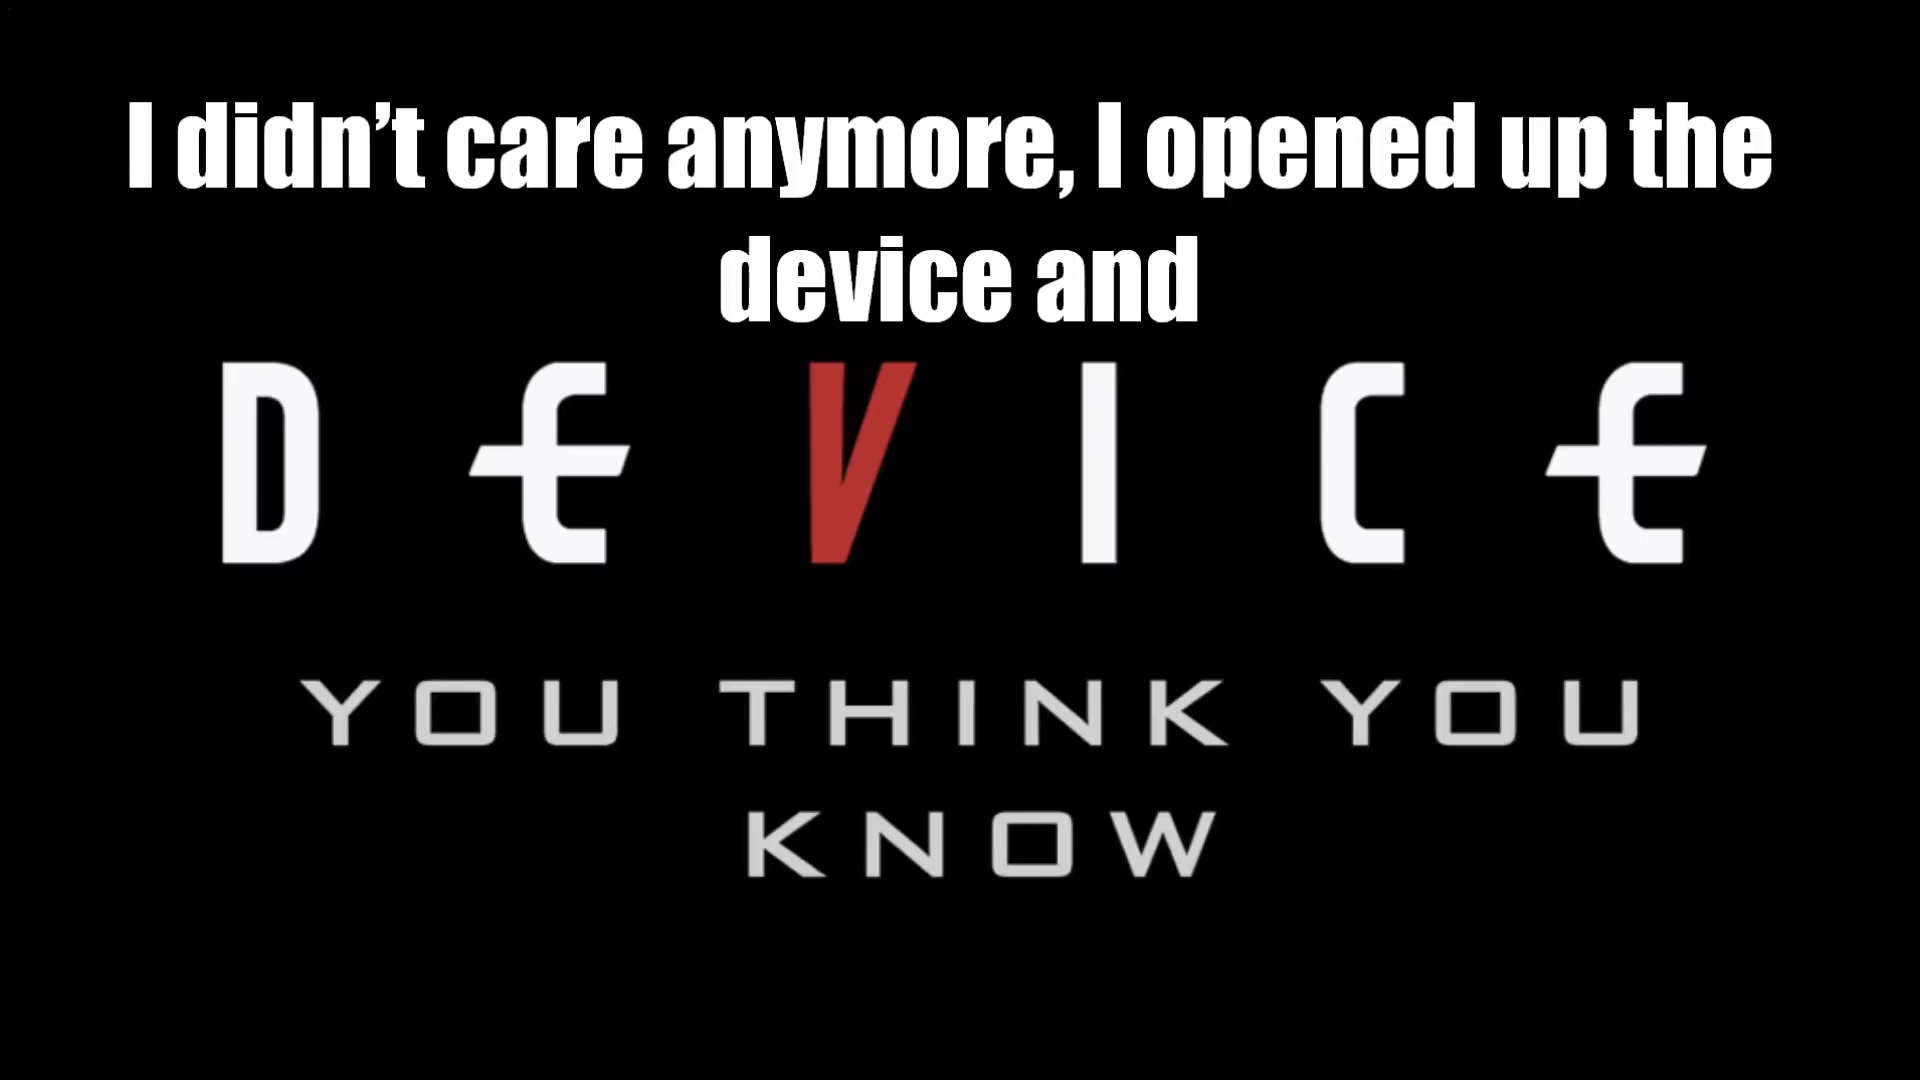 I didn’t care anymore, I opened up the
device and
DEVICE
YOU THINK YOU
KNOW